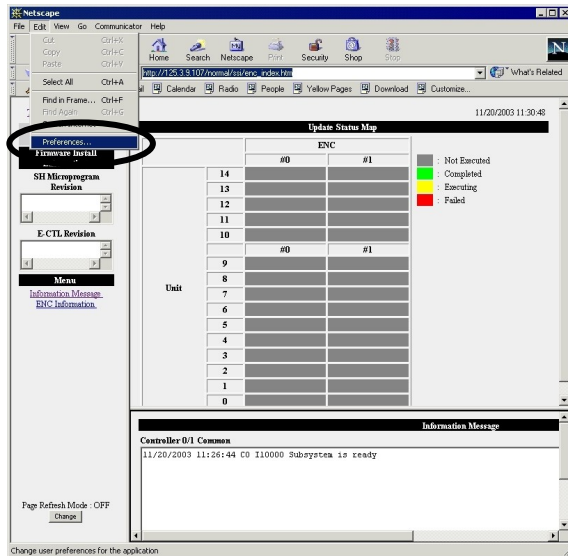 Netscape
File Edit View Go Communicator Help
Cut Ctrl+X
Copy Ctrl+C
Paste Ctrl+V
Select All Ctrl+A
Find in Frame... Ctrl+F
Find Again Ctrl+G
Preferences...
Home Search Netscape Print Security Shop Stop
http://125.3.9.107/normal/ssi/enc_index.htm
What's Related
Calendar Radio People Yellow Pages Download Customize...
11/20/2003 11:30:48
Firmware Install
SH Microprogram
Revision
E-CTL Revision
Menu
Information Message
ENC Information
Page Refresh Mode : OFF
Change
Update Status Map
ENC
#0 #1
14
13
12
11
10
#0 #1
Unit
9
8
7
6
5
4
3
2
1
0
: Not Executed
: Completed
: Executing
: Failed
Information Message
Controller 0/1 Common
11/20/2003 11:26:44 C0 I10000 Subsystem is ready
Change user preferences for the application